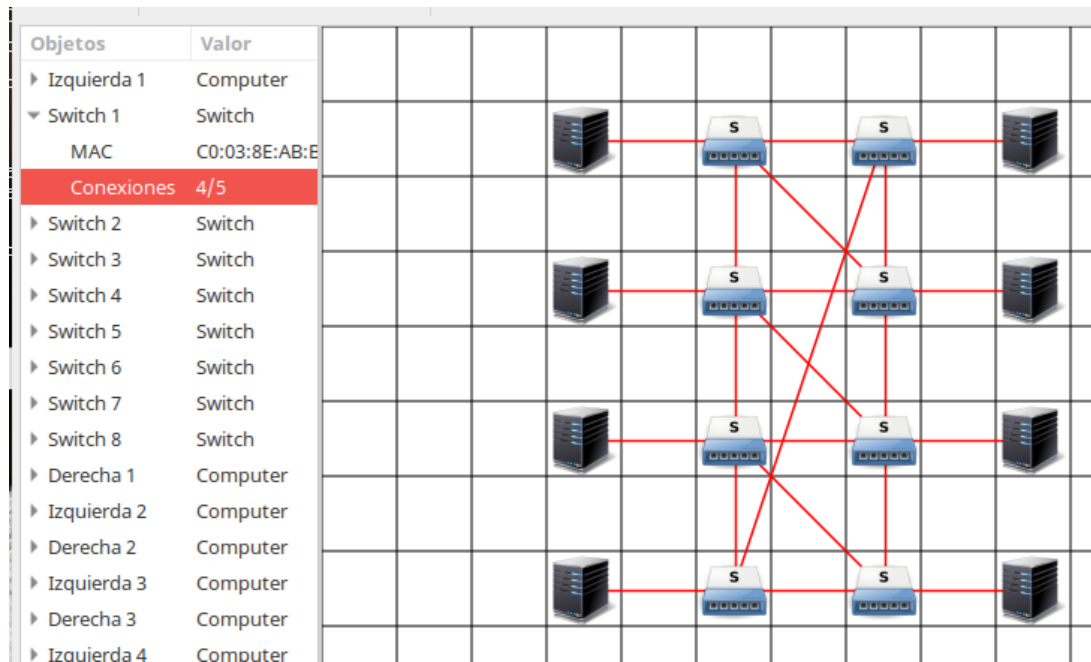 Objetos Valor
Izquierda 1 Computer
Switch 1 Switch
MAC C0:03:8E:AB:
Conexiones 4/5
Switch 2 Switch
Switch 3 Switch
Switch 4 Switch
Switch 5 Switch
Switch 6 Switch
Switch 7 Switch
Switch 8 Switch
Derecha 1 Computer
Izquierda 2 Computer
Derecha 2 Computer
Izquierda 3 Computer
Derecha 3 Computer
Izquierda 4 Computer
S S
S S
S S
S S